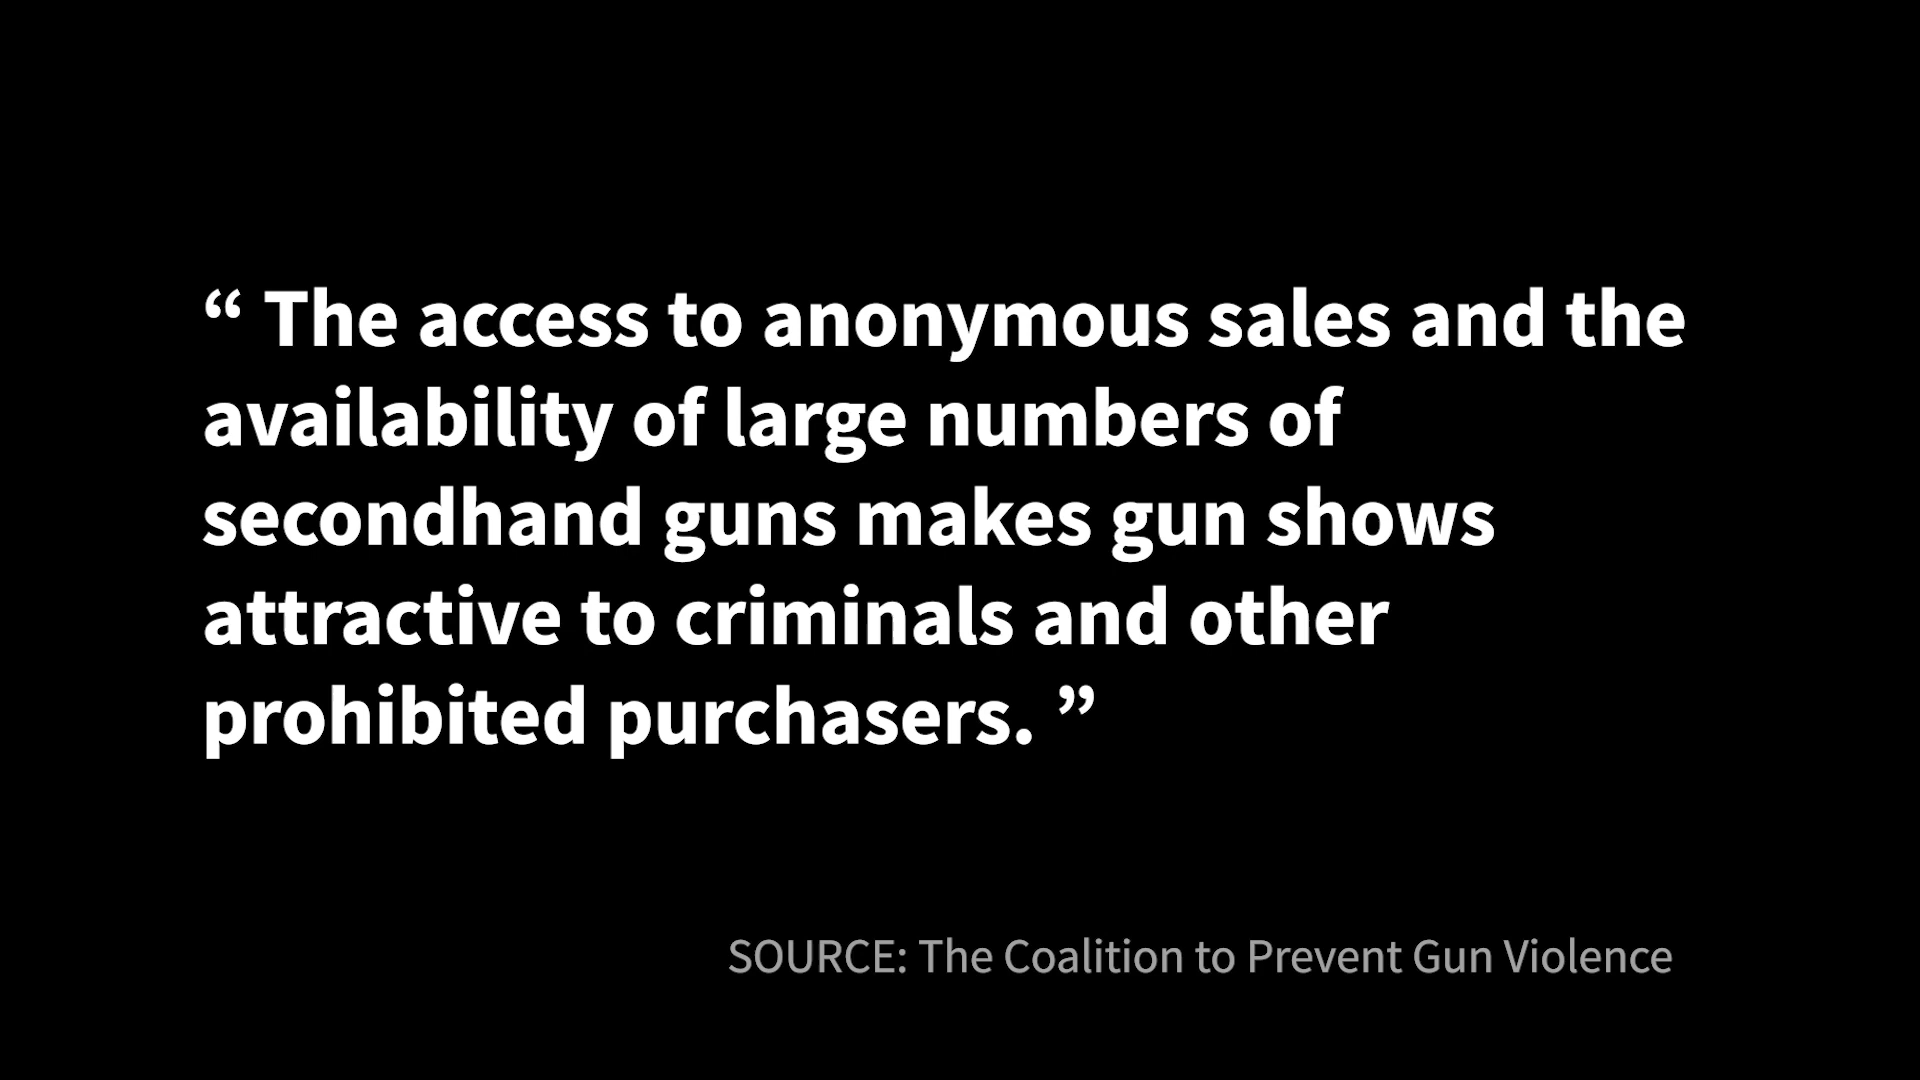 “ The access to anonymous sales and the
availability of large numbers of
secondhand guns makes gun shows
attractive to criminals and other
prohibited purchasers. ”
SOURCE: The Coalition to Prevent Gun Violence